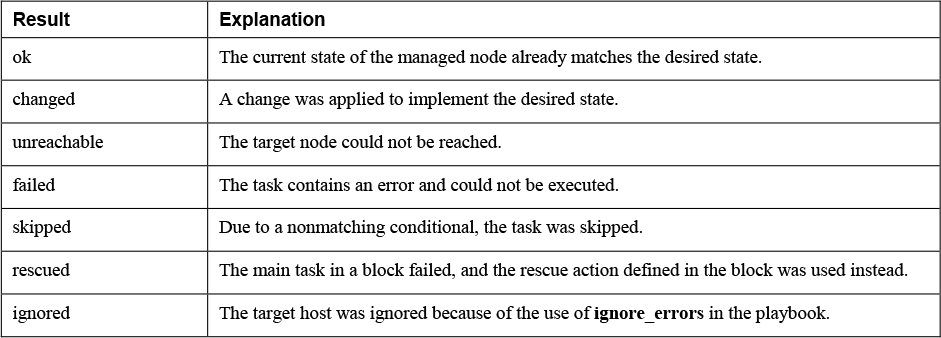 Result Explanation
ok The current state of the managed node already matches the desired state.
changed A change was applied to implement the desired state.
unreachable The target node could not be reached.
failed The task contains an error and could not be executed.
skipped Due to a nonmatching conditional, the task was skipped.
rescued The main task in a block failed, and the rescue action defined in the block was used instead.
ignored The target host was ignored because of the use of ignore_errors in the playbook.